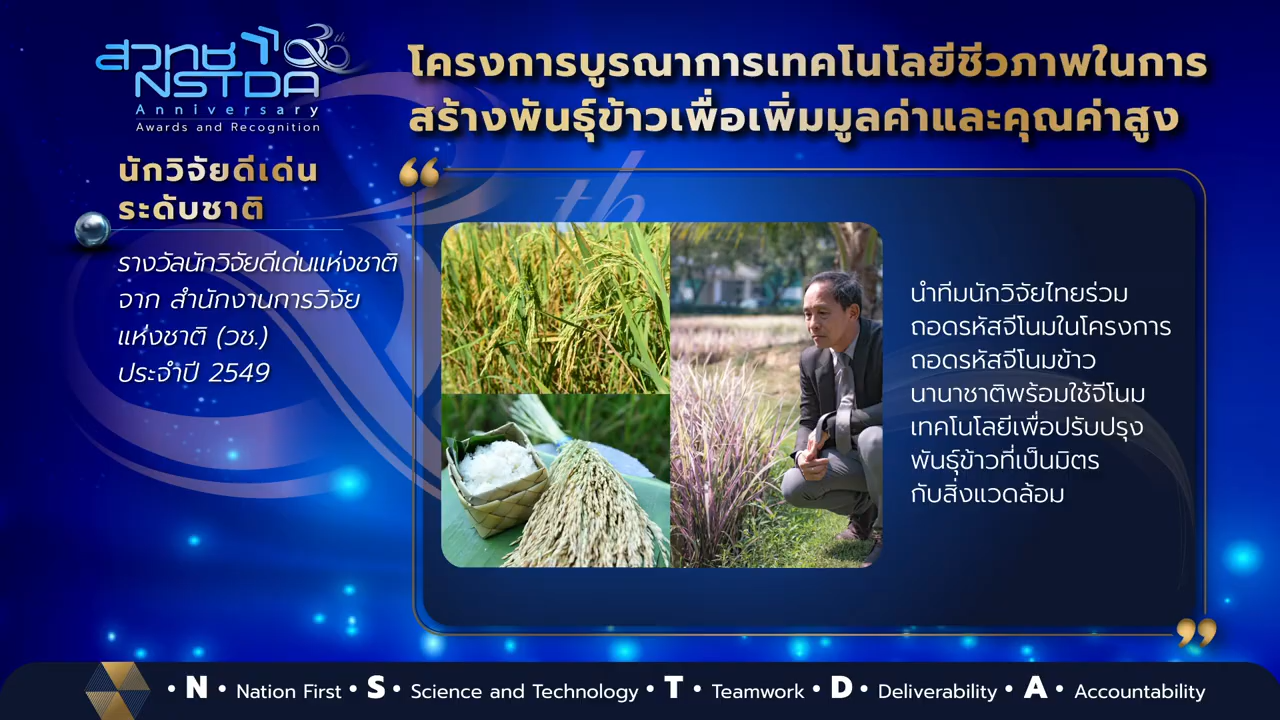 สวทช
30th
NSTDA
Anniversary
Awards and Recognition
โครงการบูรณาการเทคโนโลยีชีวภาพในการ
สร้างพันธุ์ข้าวเพื่อเพิ่มมูลค่าและคุณค่าสูง
นักวิจัยดีเด่น
ระดับชาติ
รางวัลนักวิจัยดีเด่นแห่งชาติ
จาก สำนักงานการวิจัย
แห่งชาติ (วช.)
ประจำปี 2549
th
นำทีมนักวิจัยไทยร่วม
ถอดรหัสจีโนมในโครงการ
ถอดรหัสจีโนมข้าว
นานาชาติพร้อมใช้จีโนม
เทคโนโลยีเพื่อปรับปรุง
พันธุ์ข้าวที่เป็นมิตร
กับสิ่งแวดล้อม
• N • Nation First • S • Science and Technology • T • Teamwork • D • Deliverability • A • Accountability